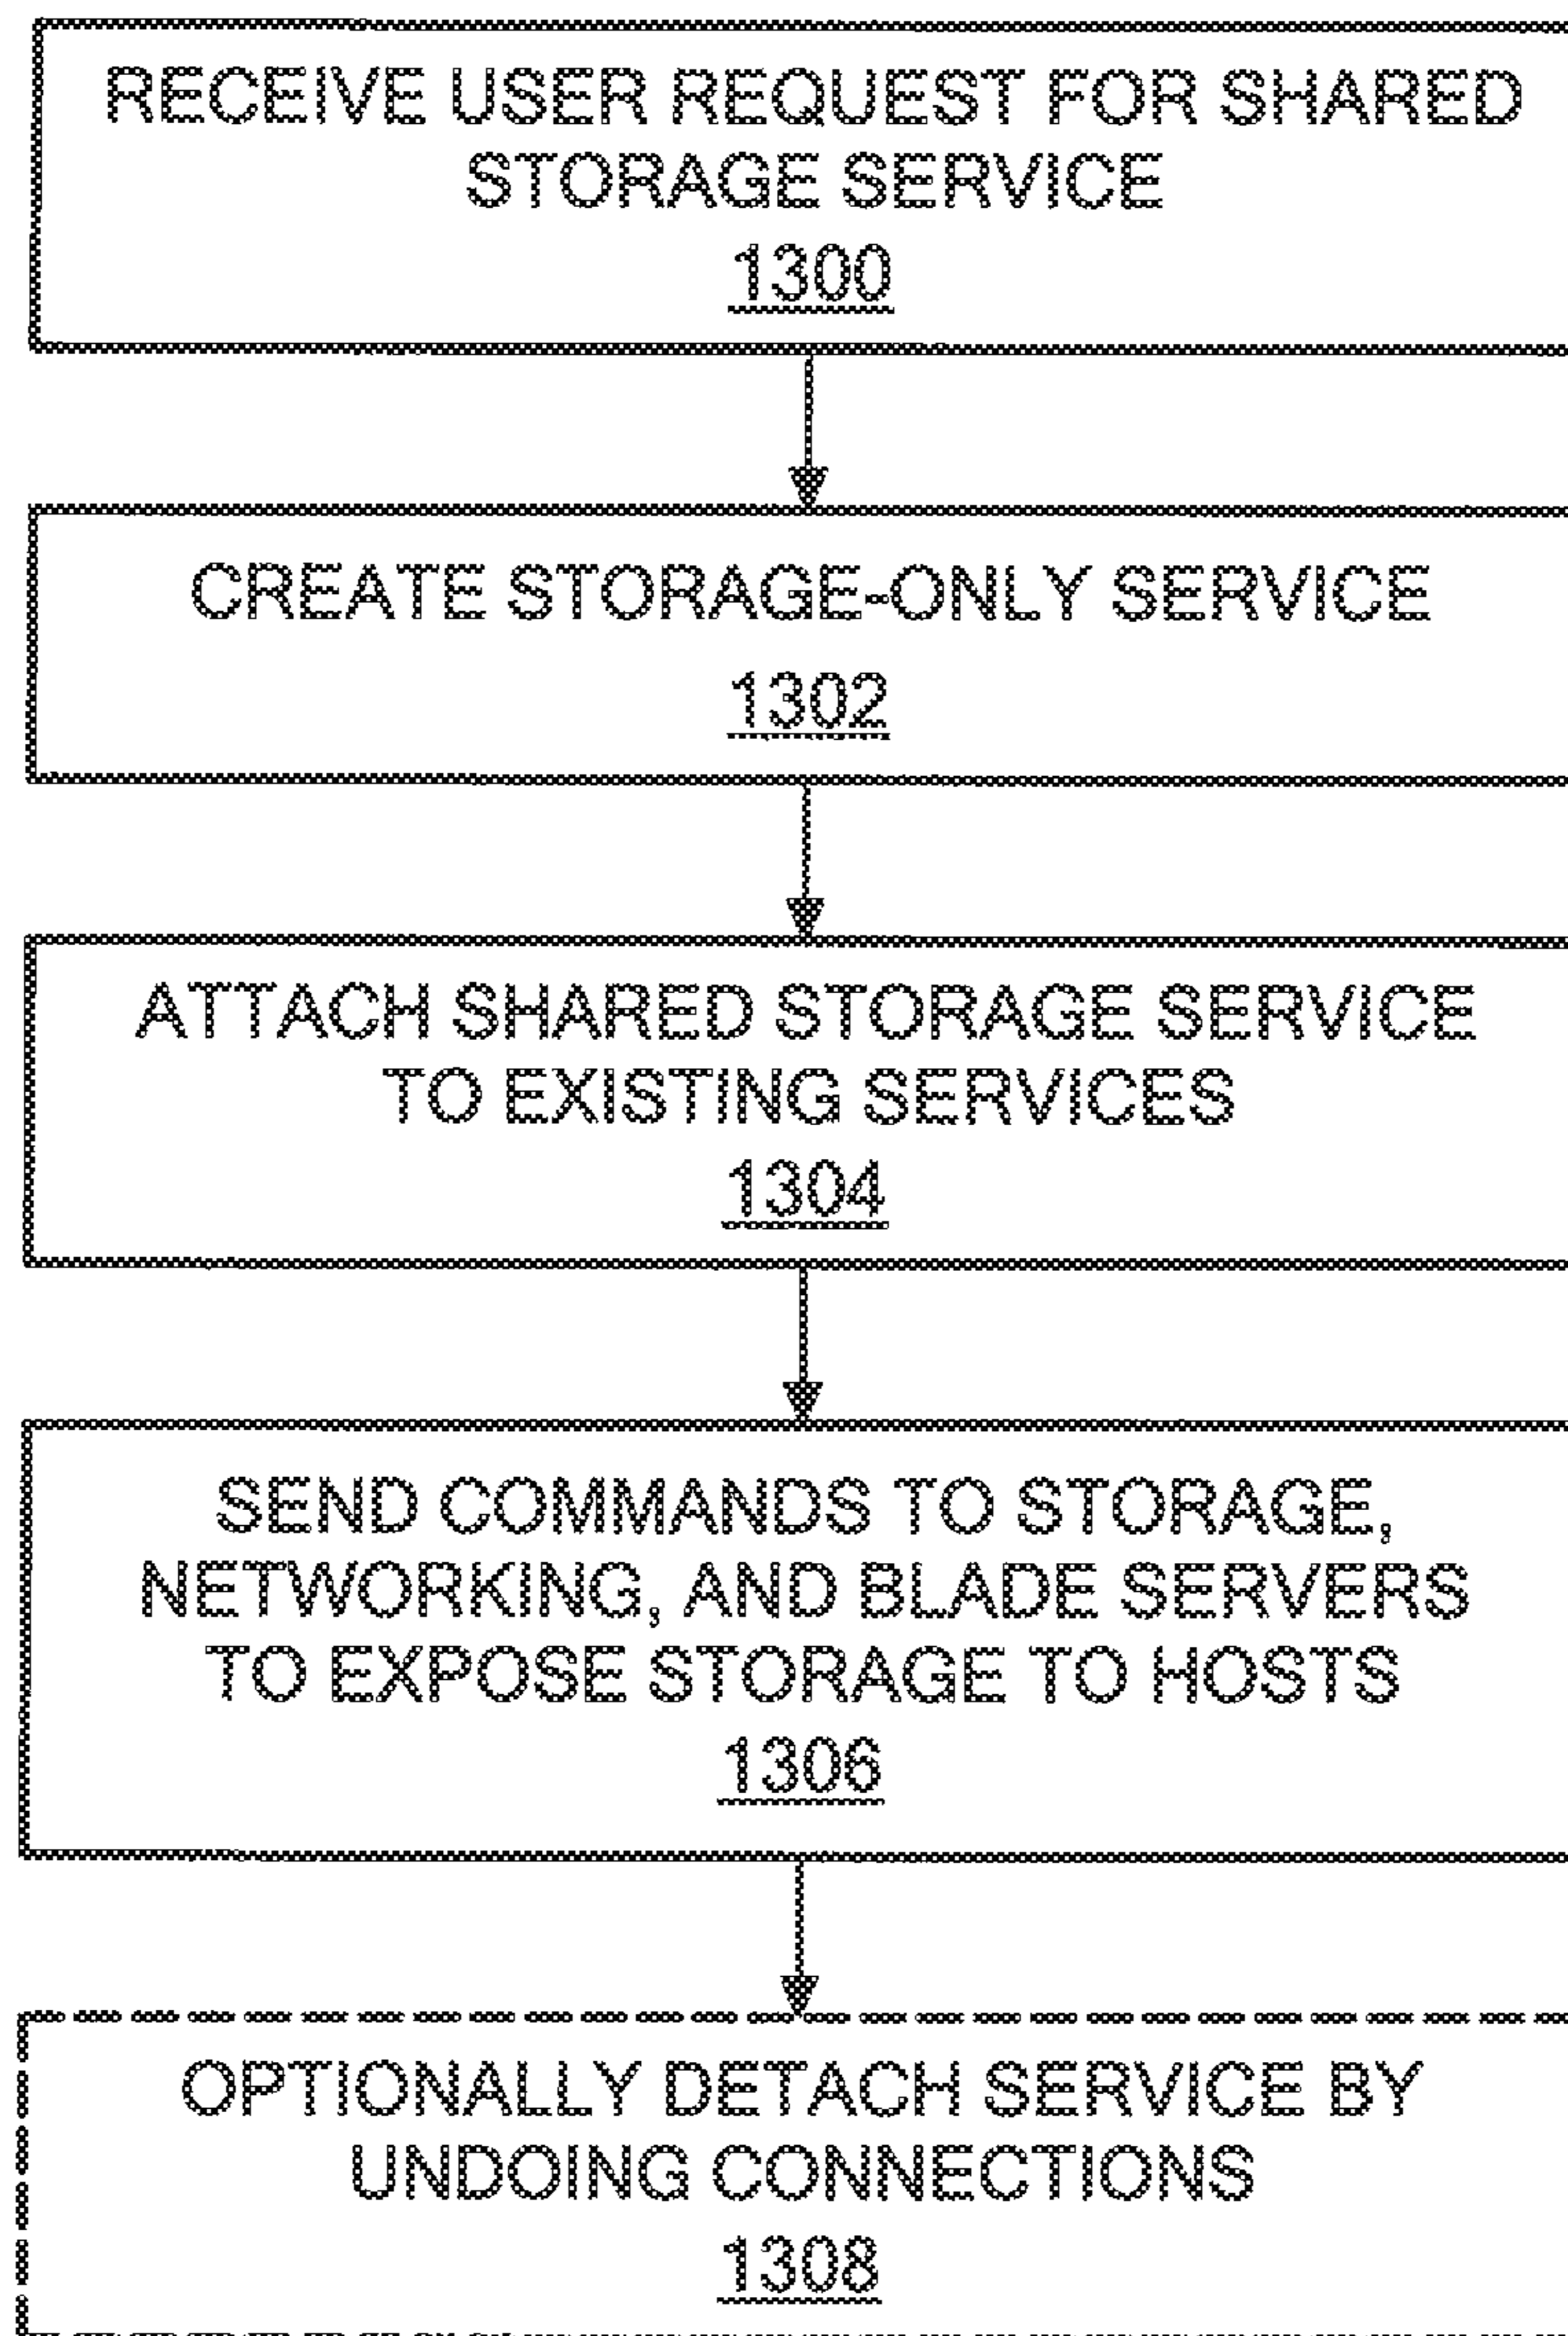 RECEIVE USER REQUEST FOR SHARED
STORAGE SERVICE
1300
CREATE STORAGE-ONLY SERVICE
1302
ATTACH SHARED STORAGE SERVICE
TO EXISTING SERVICES
1304
SEND COMMANDS TO STORAGE,
NETWORKING, AND BLADE SERVERS
TO EXPOSE STORAGE TO HOSTS
1306
OPTIONALLY DETACH SERVICE BY
UNDOING CONNECTIONS
1308